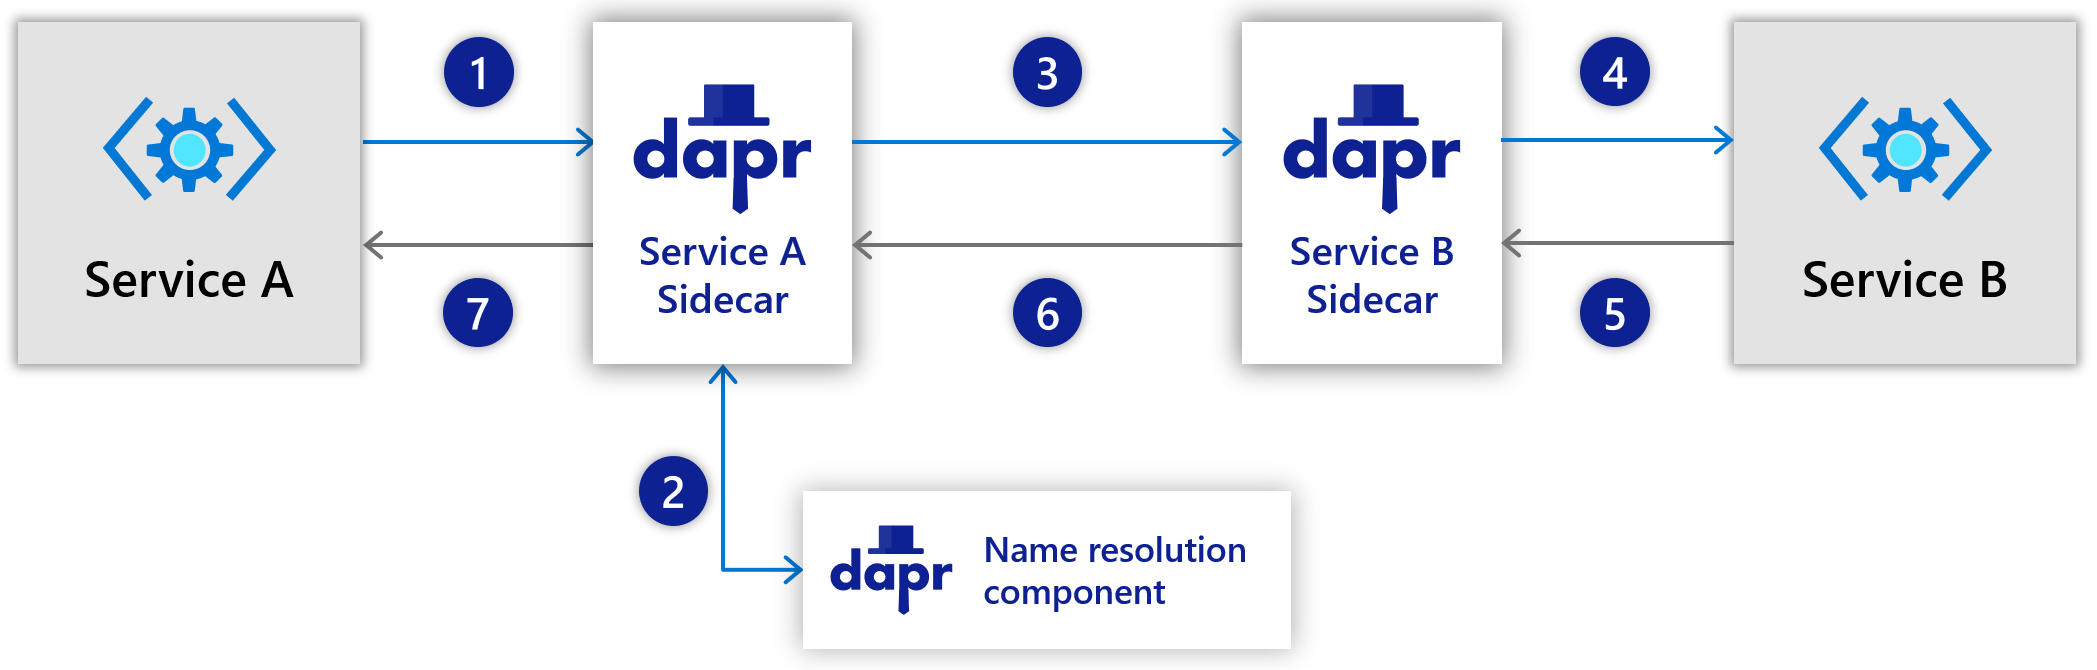 1
3
4
dapr
dapr
Service A
Service A
Sidecar
Service B
Sidecar
Service B
7
6
5
2
dapr
Name resolution
component